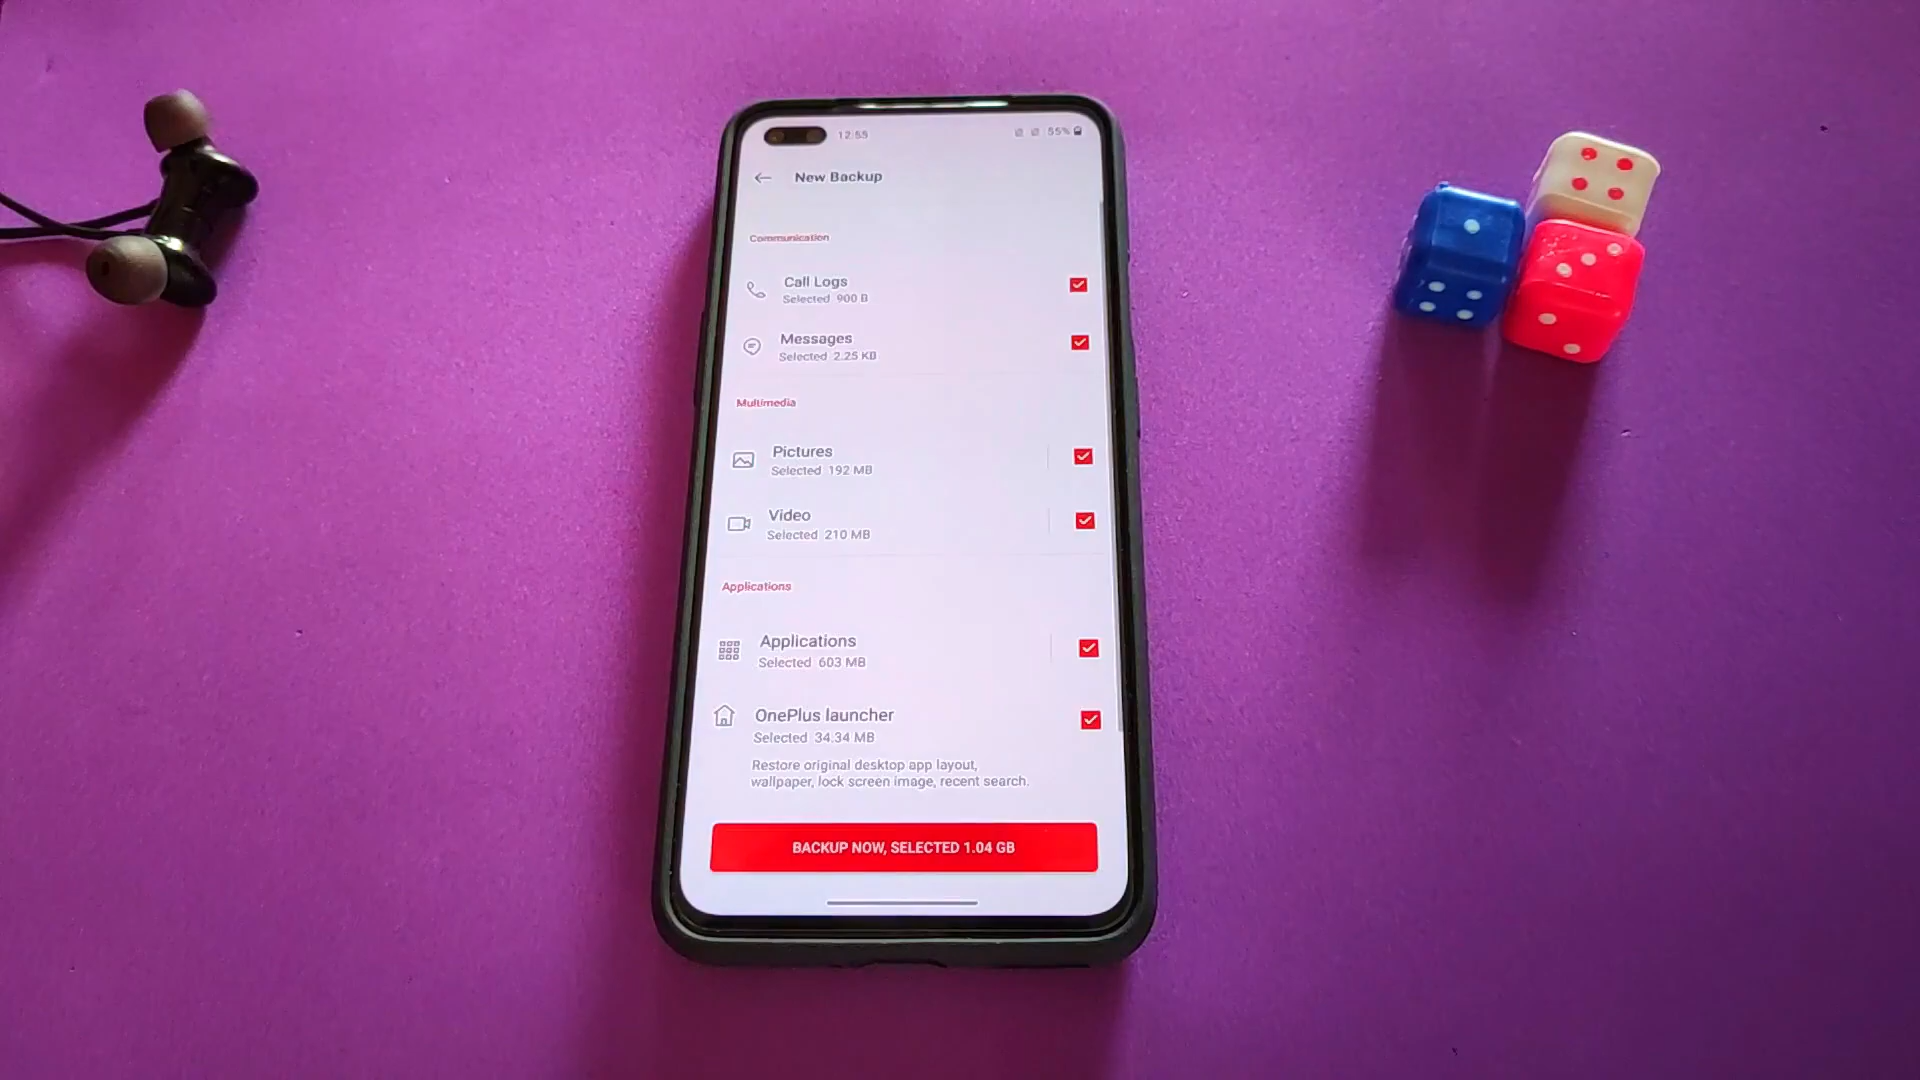 12:55
55%
New Backup
Communication
Call Logs
Selected 900 B
Messages
Selected 2.25 KB
Multimedia
Pictures
Selected 192 MB
Video
Selected 210 MB
Applications
Applications
Selected 603 MB
OnePlus launcher
Selected 34.34 MB
Restore original desktop app layout,
wallpaper, lock screen image, recent search.
BACKUP NOW, SELECTED 1.04 GB